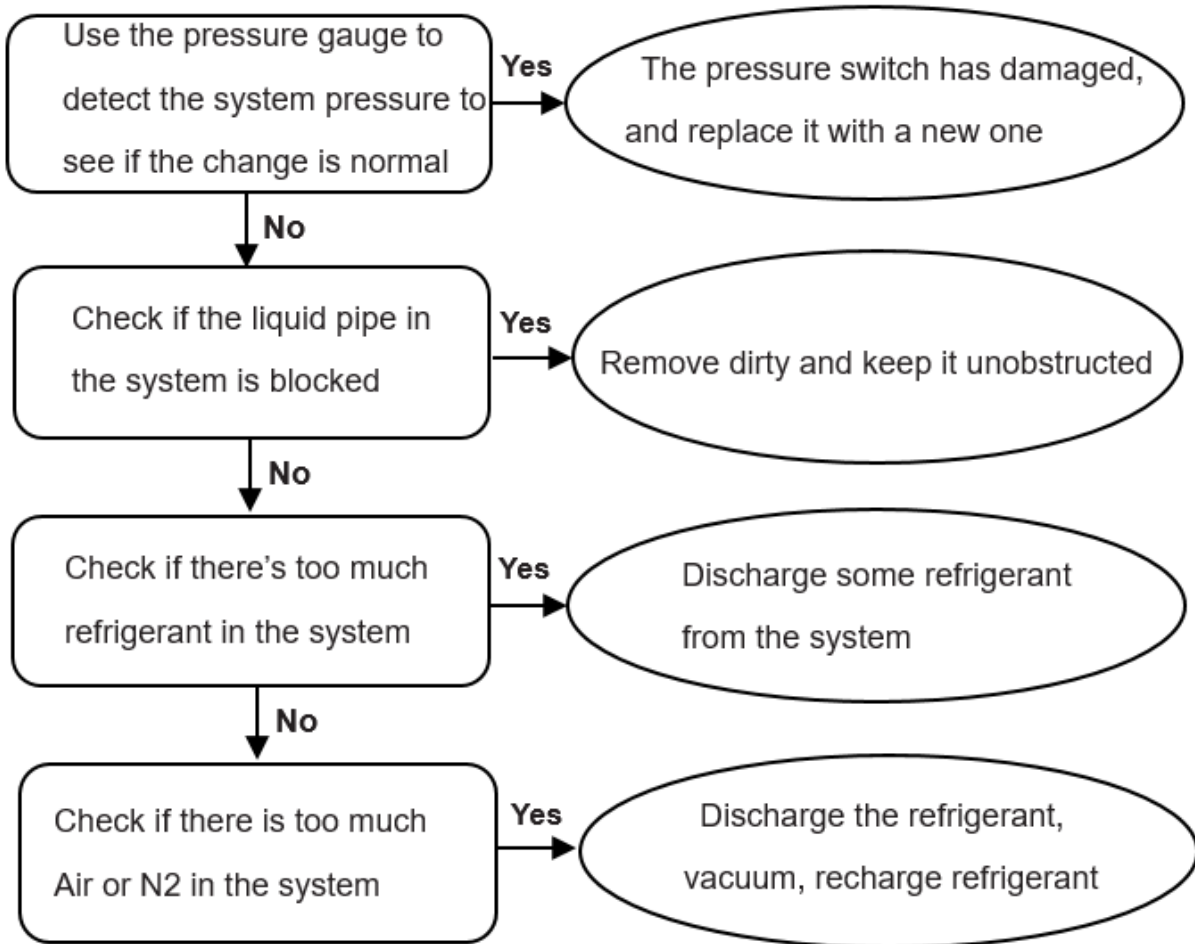 Use the pressure gauge to
detect the system pressure to
see if the change is normal
Yes
The pressure switch has damaged,
and replace it with a new one
No
Check if the liquid pipe in
the system is blocked
Yes
Remove dirty and keep it unobstructed
No
Check if there’s too much
refrigerant in the system
Yes
Discharge some refrigerant
from the system
No
Check if there is too much
Air or N2 in the system
Yes
Discharge the refrigerant,
vacuum, recharge refrigerant